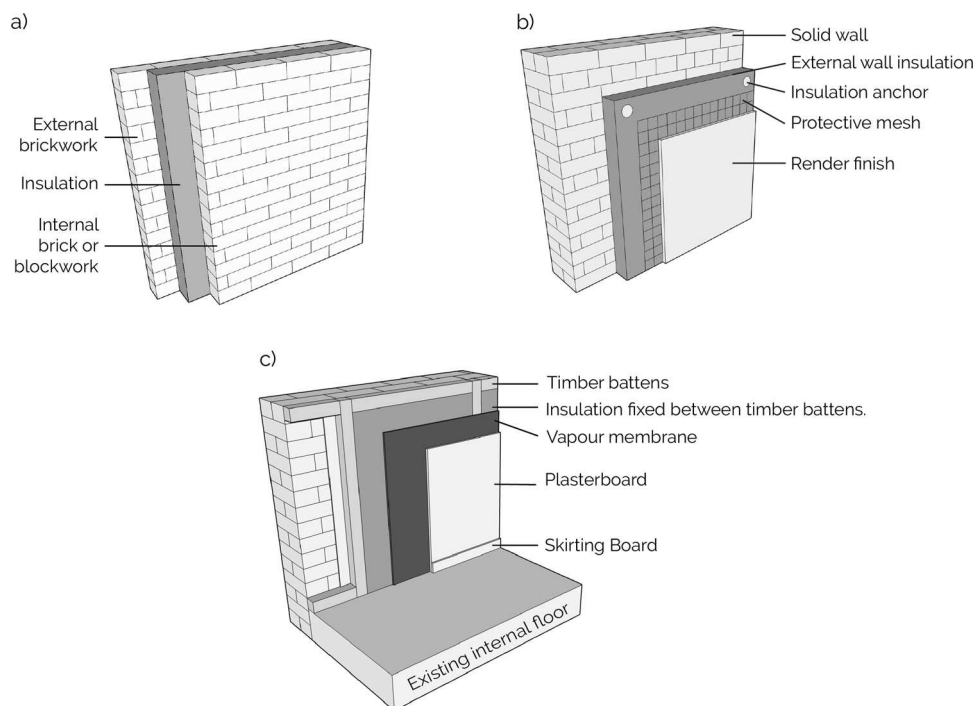 a)
External
brickwork
Insulation
Internal
brick or
blockwork
b)
Solid wall
External wall insulation
Insulation anchor
Protective mesh
Render finish
c)
Timber battens
Insulation fixed between timber battens.
Vapour membrane
Plasterboard
Skirting Board
Existing internal floor